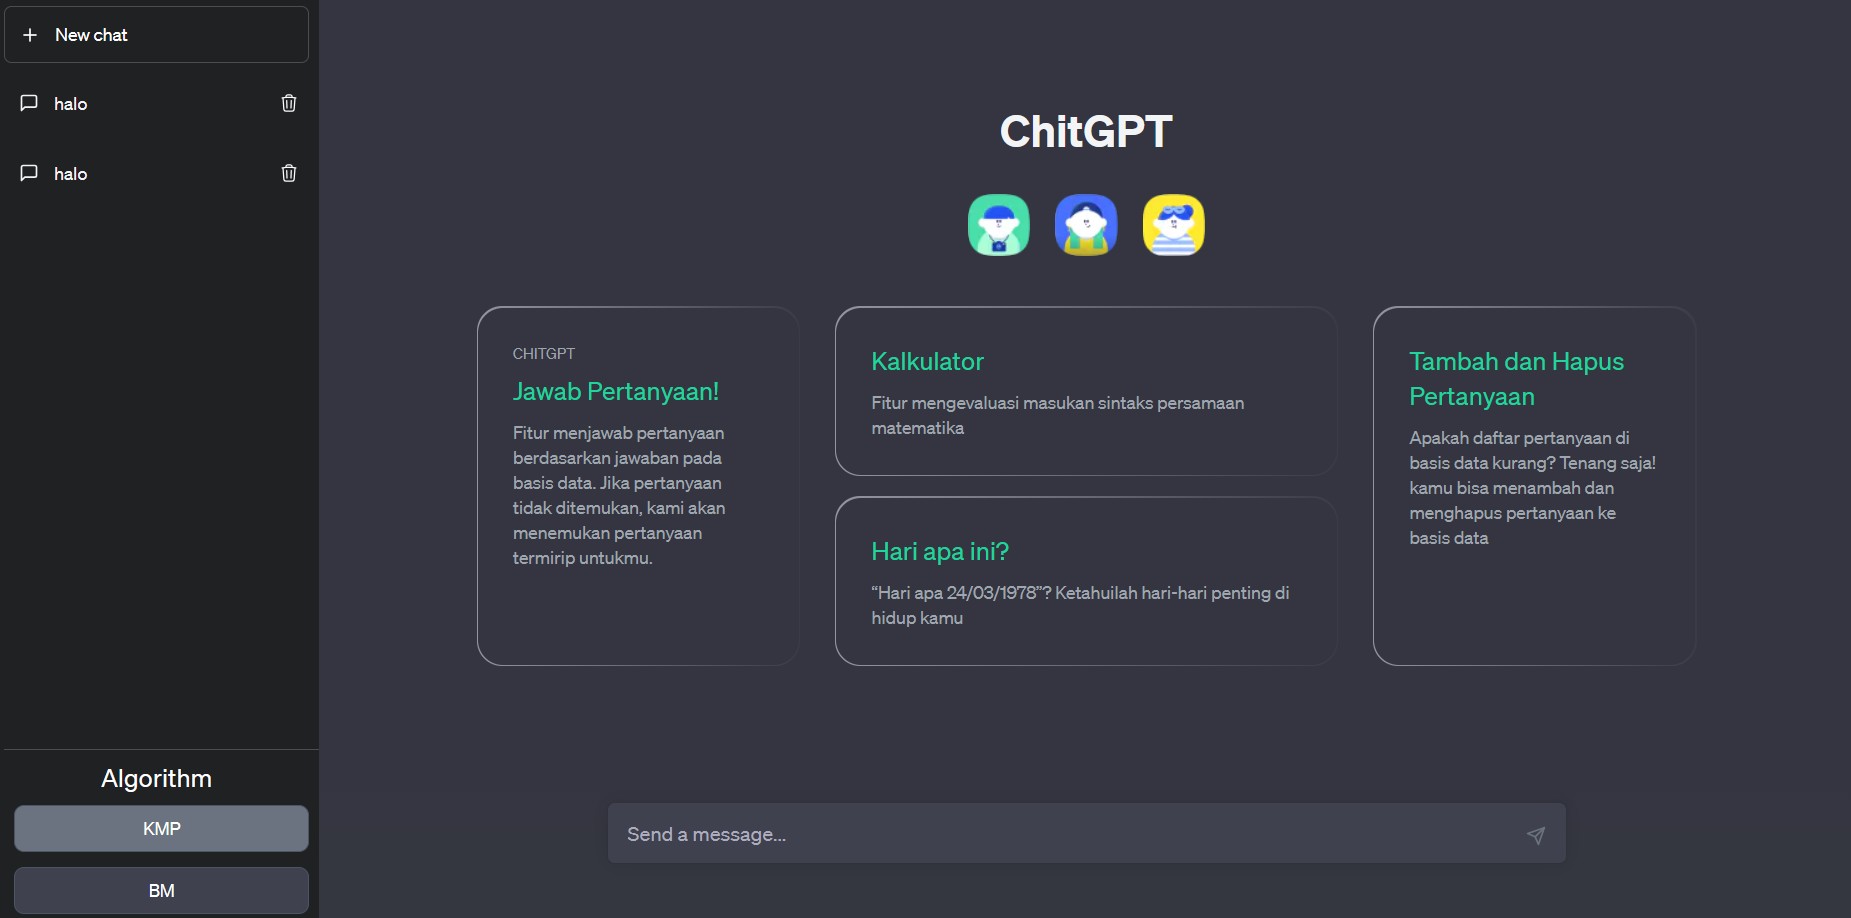 New chat
halo
halo
Algorithm
KMP
BM
ChitGPT
CHITGPT
Jawab Pertanyaan!
Fitur menjawab pertanyaan
berdasarkan jawaban pada
basis data. Jika pertanyaan
tidak ditemukan, kami akan
menemukan pertanyaan
termirip untukmu.
Kalkulator
Fitur mengevaluasi masukan sintaks persamaan
matematika
Hari apa ini?
“Hari apa 24/03/1978”? Ketahuilah hari-hari penting di
hidup kamu
Tambah dan Hapus
Pertanyaan
Apakah daftar pertanyaan di
basis data kurang? Tenang saja!
kamu bisa menambah dan
menghapus pertanyaan ke
basis data
Send a message...